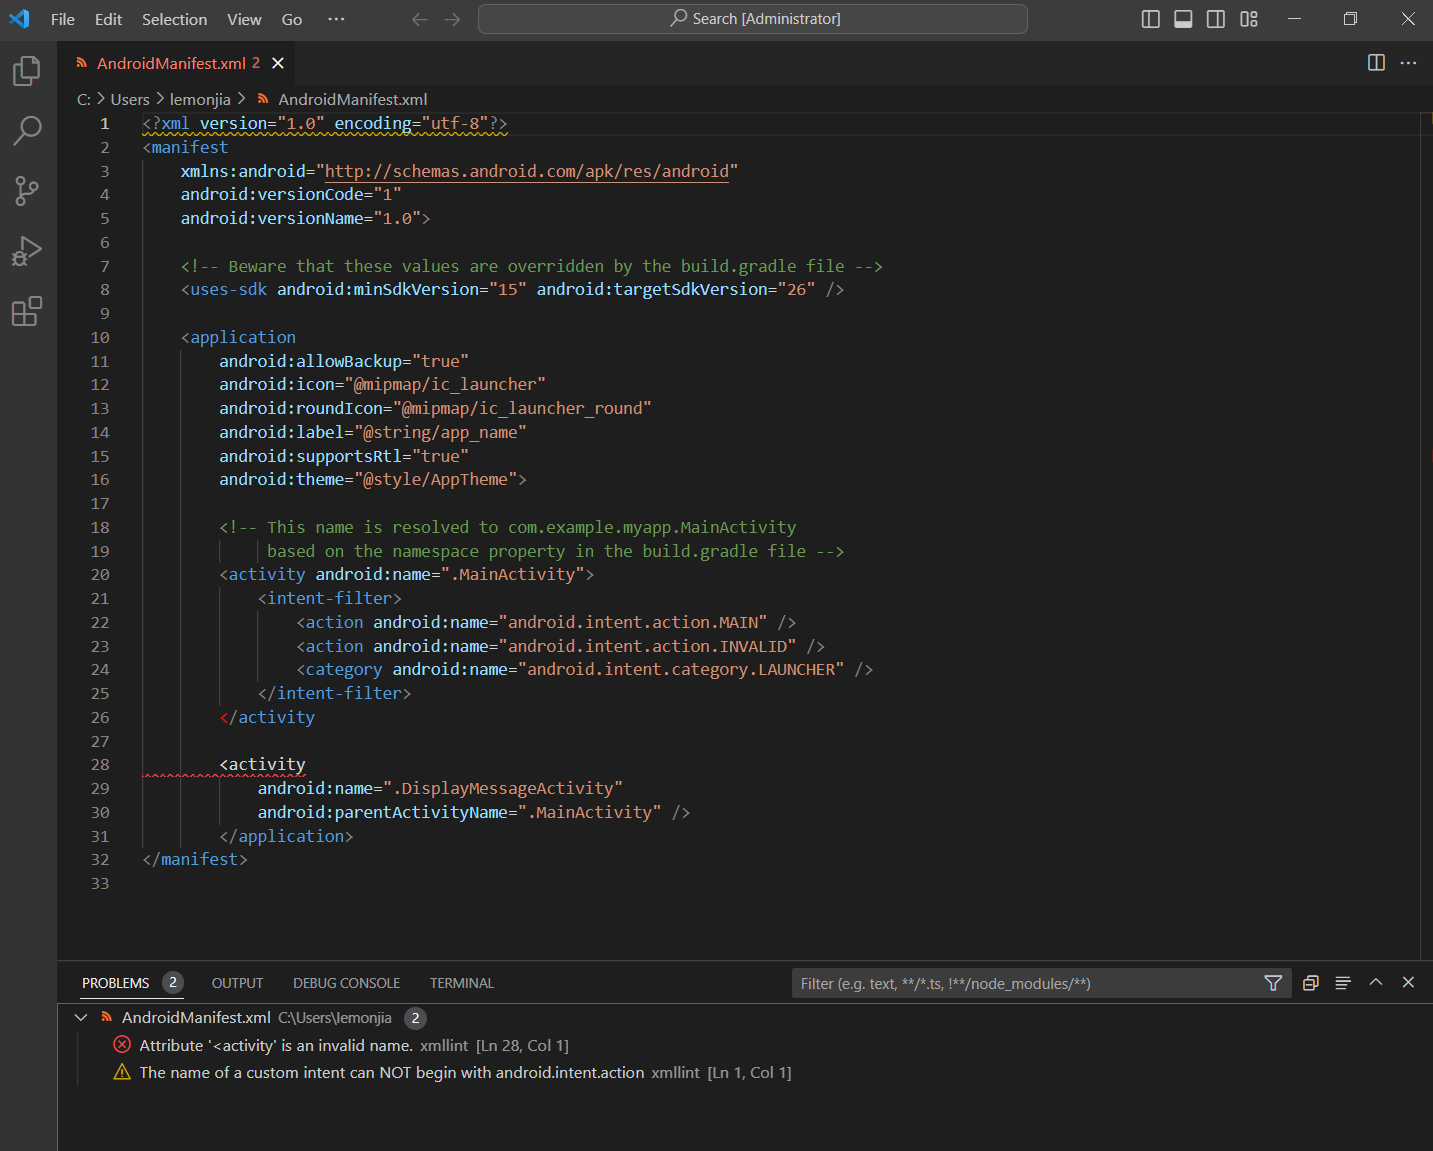 File Edit Selection View Go ··· Search [Administrator]
AndroidManifest.xml 2
C: > Users > lemonjia > AndroidManifest.xml
1 <?xml version="1.0" encoding="utf-8"?>
2 <manifest
3 xmlns:android="http://schemas.android.com/apk/res/android"
4 android:versionCode="1"
5 android:versionName="1.0">
6
7 <!-- Beware that these values are overridden by the build.gradle file -->
8 <uses-sdk android:minSdkVersion="15" android:targetSdkVersion="26" />
9
10 <application
11 android:allowBackup="true"
12 android:icon="@mipmap/ic_launcher"
13 android:roundIcon="@mipmap/ic_launcher_round"
14 android:label="@string/app_name"
15 android:supportsRtl="true"
16 android:theme="@style/AppTheme">
17
18 <!-- This name is resolved to com.example.myapp.MainActivity
19 based on the namespace property in the build.gradle file -->
20 <activity android:name=".MainActivity">
21 <intent-filter>
22 <action android:name="android.intent.action.MAIN" />
23 <action android:name="android.intent.action.INVALID" />
24 <category android:name="android.intent.category.LAUNCHER" />
25 </intent-filter>
26 </activity
27
28 <activity
29 android:name=".DisplayMessageActivity"
30 android:parentActivityName=".MainActivity" />
31 </application>
32 </manifest>
33
PROBLEMS 2 OUTPUT DEBUG CONSOLE TERMINAL Filter (e.g. text, **/*.ts, !**/node_modules/**)
AndroidManifest.xml C:\Users\lemonjia 2
Attribute '<activity' is an invalid name. xmllint [Ln 28, Col 1]
The name of a custom intent can NOT begin with android.intent.action xmllint [Ln 1, Col 1]